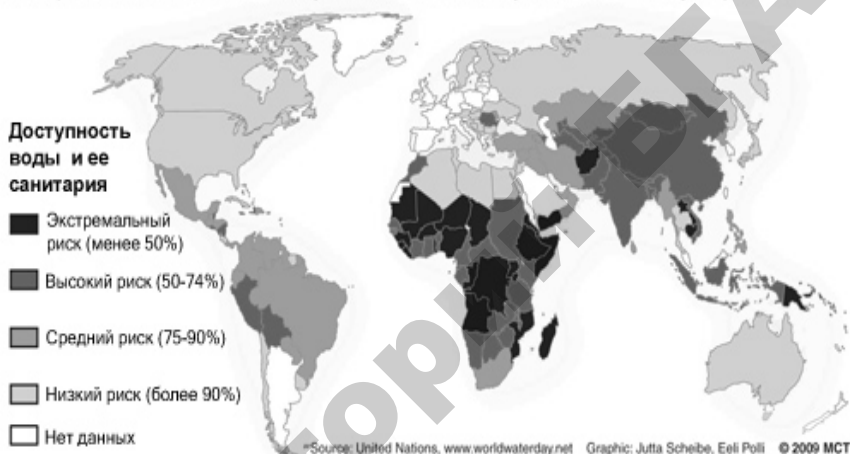 Доступность
воды и ее
санитария
Экстремальный
риск (менее 50%)
Высокий риск (50-74%)
Средний риск (75-90%)
Низкий риск (более 90%)
Нет данных
Source: United Nations, www.worldwaterday.net Graphic: Jutta Scheibe, Eeli Polli © 2009 MCT